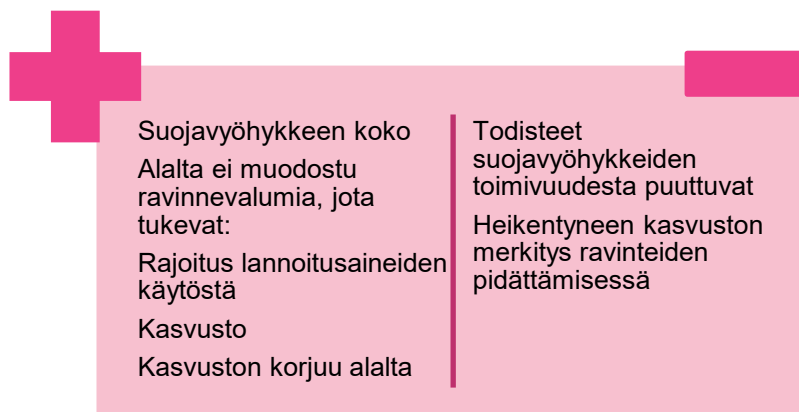 Suojavyöhykkeen koko
Alalta ei muodostu
ravinnevalumia, jota
tukevat:
Rajoitus lannoitusaineiden
käytöstä
Kasvusto
Kasvuston korjuu alalta
Todisteet
suojavyöhykkeiden
toimivuudesta puuttuvat
Heikentyneen kasvuston
merkitys ravinteiden
pidättämisessä